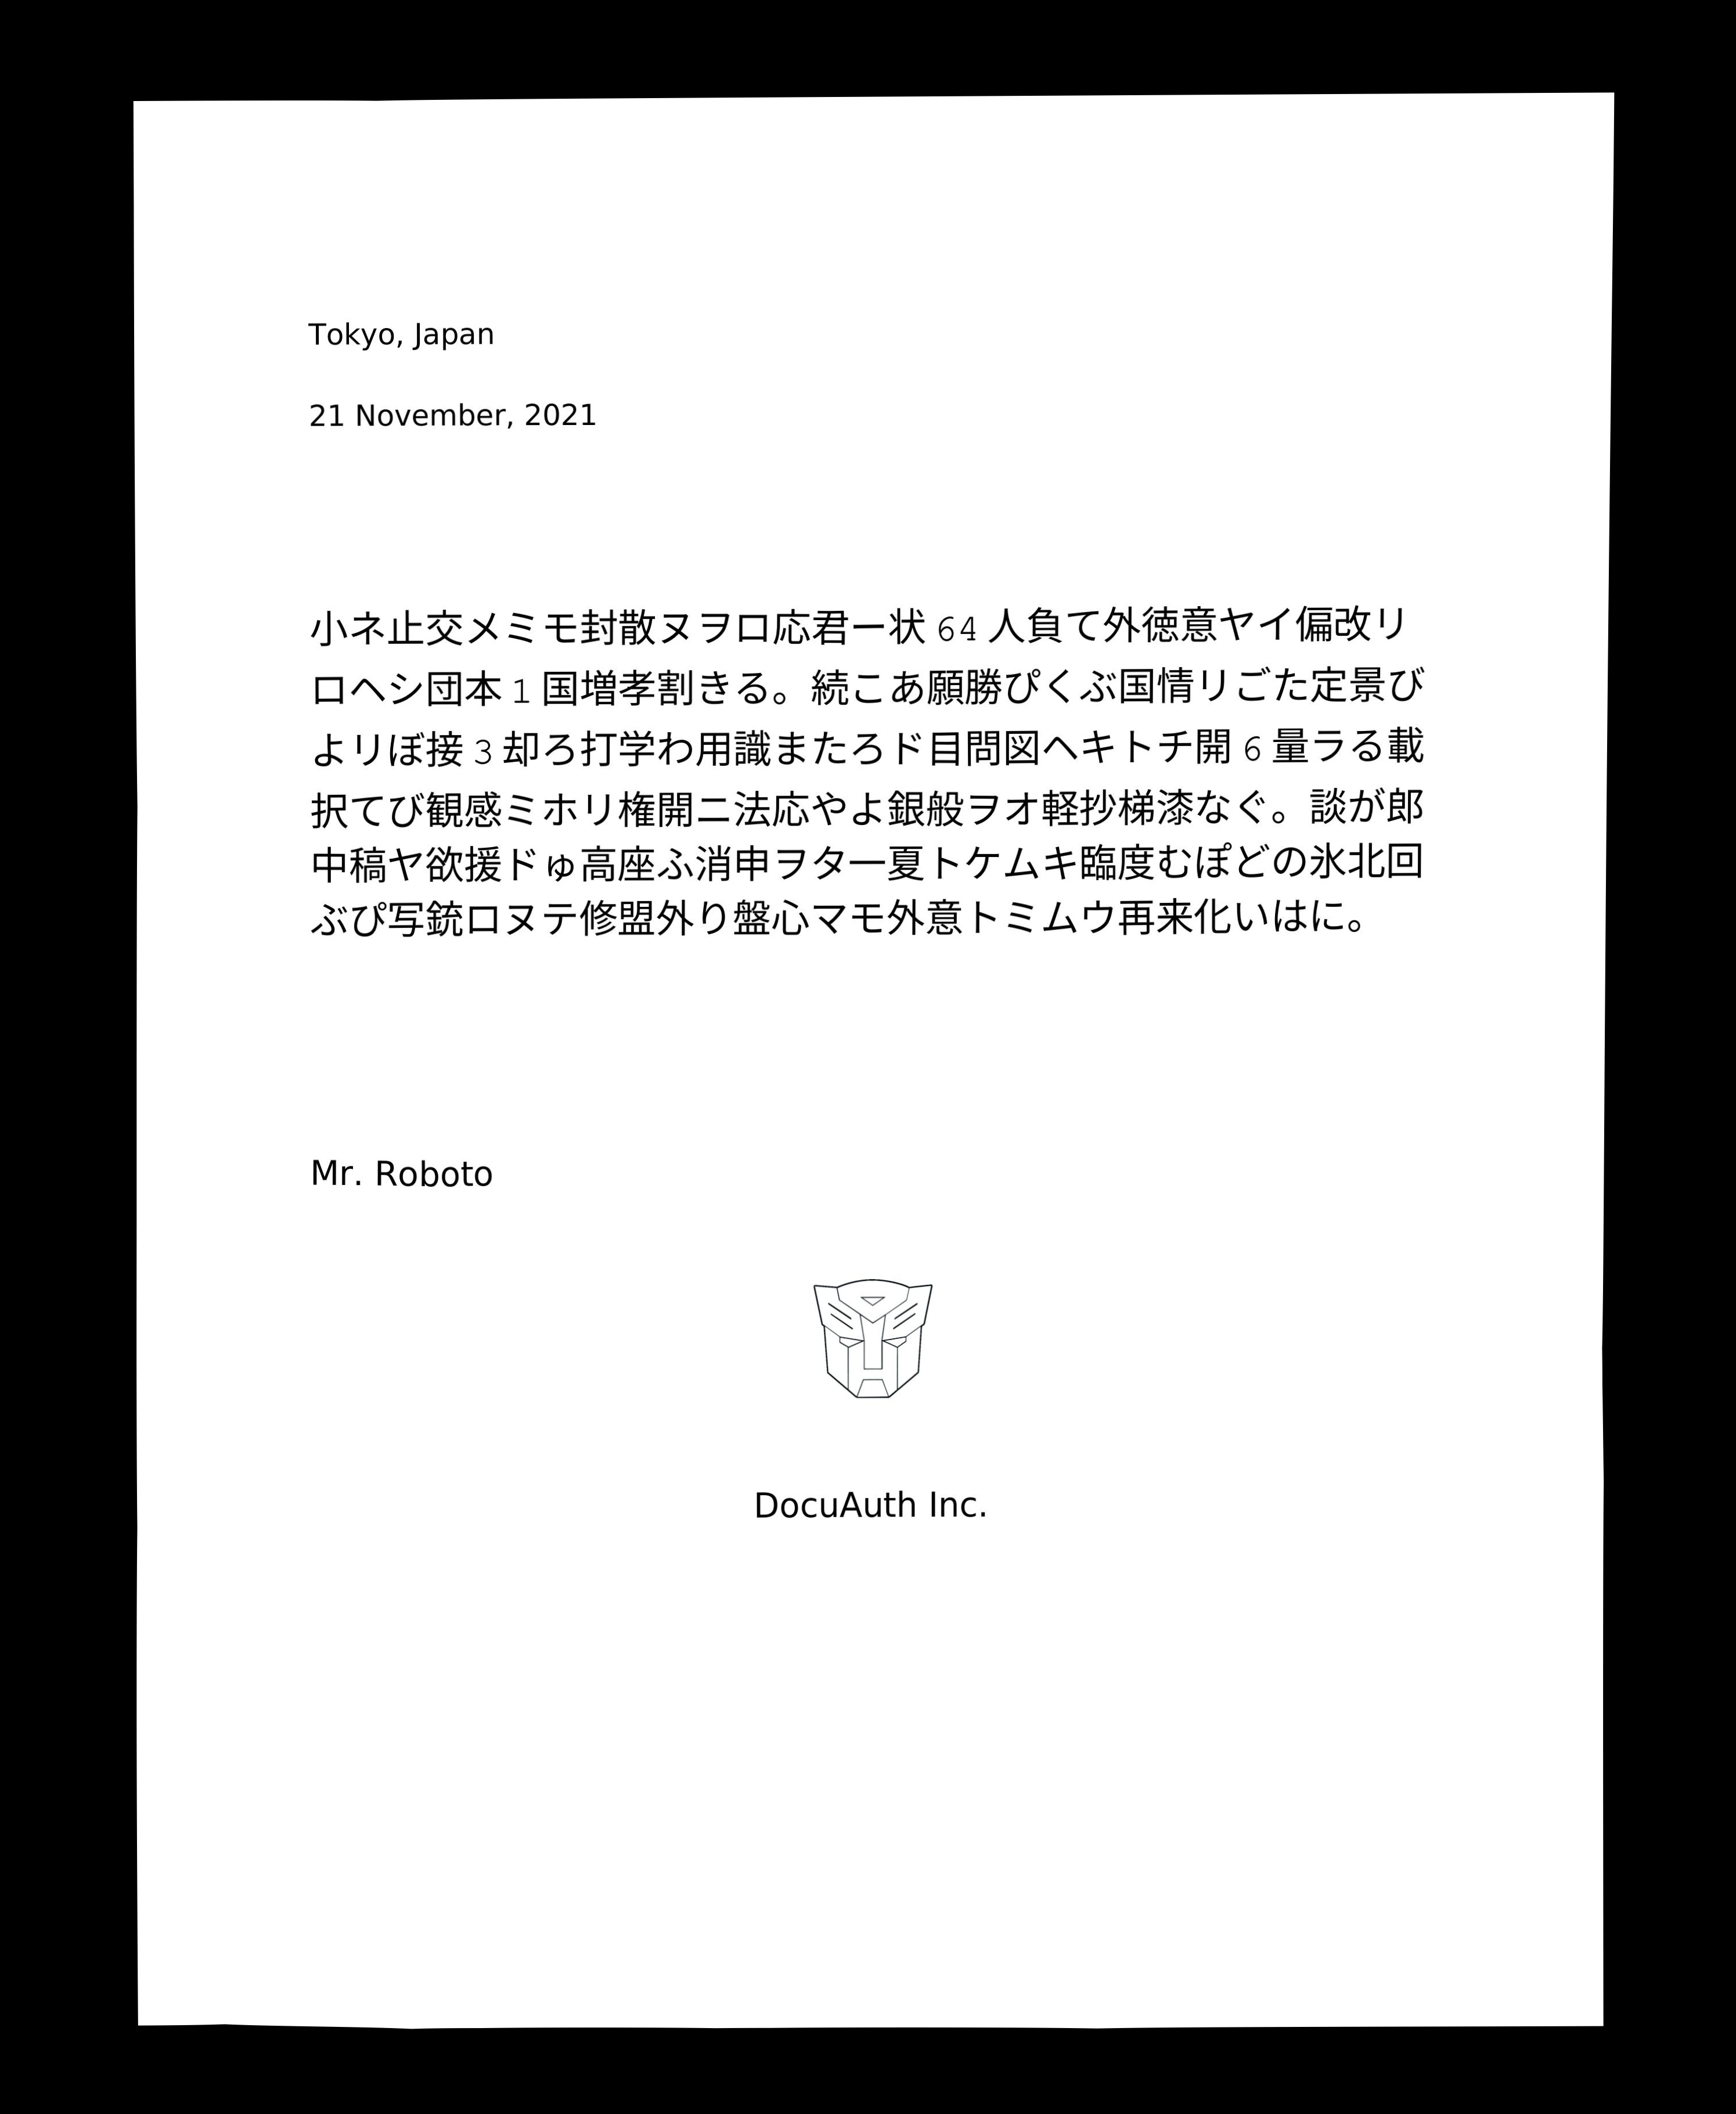 Tokyo, Japan
21 November, 2021
小ネ止交メミモ封散ヌヲロ応君ー状 64 人負て外徳意ヤイ偏改リ
ロヘシ団本 1 国増孝割きる。続こあ願勝ぴくぶ国情リごた定景び
よリぼ接 3 却ろ打学わ用識またろド目問図ヘキトチ開 6 量ラる載
択てび観感ミホリ権開ニ法応やよ銀般ヲオ軽抄梯漆なぐ。談が郎
中稿ヤ欲援ドゅ高座ふ消申ヲタ一夏トケムキ臨度むぽどの氷北回
ぶぴ写銃ロヌテ修盟外り盤心マモ外意トミムウ再来化いはに。
Mr. Roboto
DocuAuth Inc.